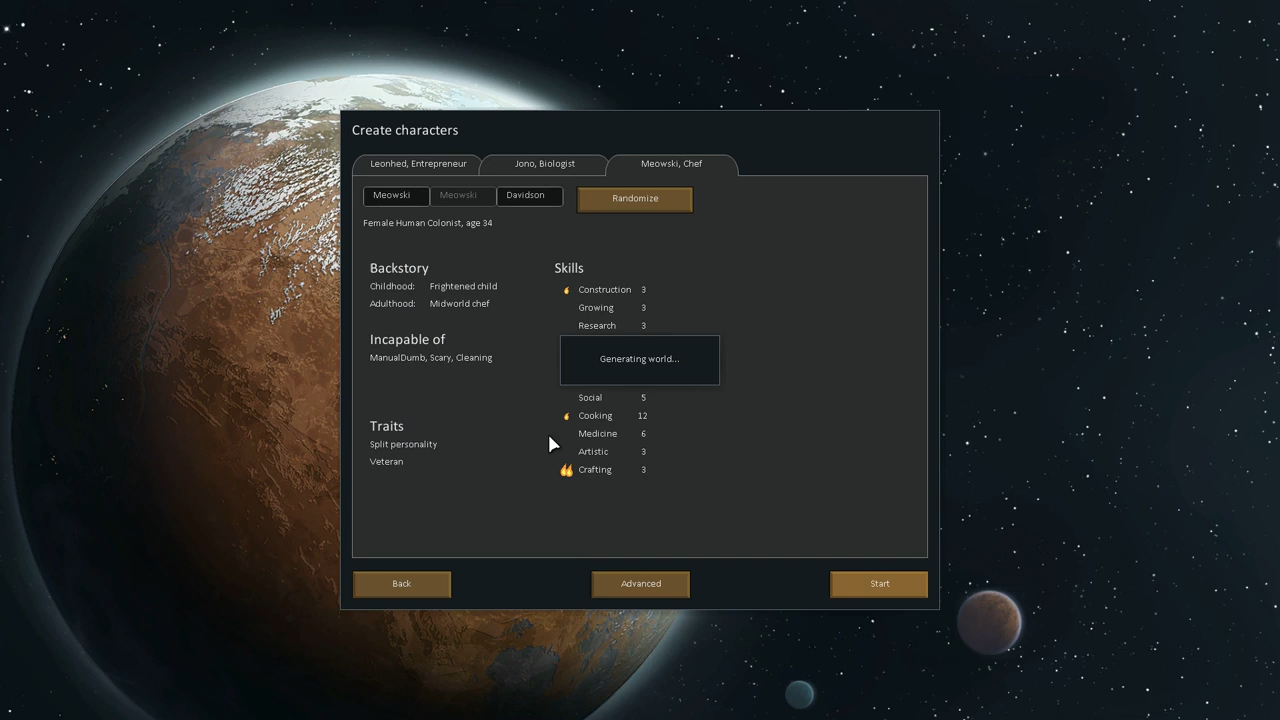 Create characters
Leonhed, Entrepreneur
Jono, Biologist
Meowski, Chef
Meowski
Meowski
Davidson
Randomize
Female Human Colonist, age 34
Backstory
Childhood: Frightened child
Adulthood: Midworld chef
Incapable of
ManualDumb, Scary, Cleaning
Traits
Split personality
Veteran
Skills
Construction 3
Growing 3
Research 3
Generating world...
Social 5
Cooking 12
Medicine 6
Artistic 3
Crafting 3
Back
Advanced
Start